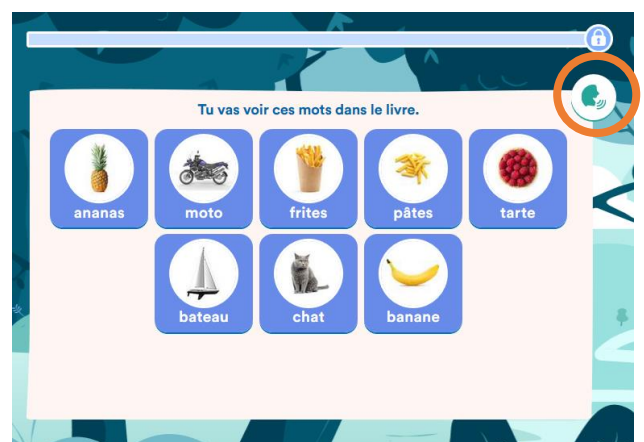 Tu vas voir ces mots dans le livre.
ananas moto frites pâtes tarte
bateau chat banane